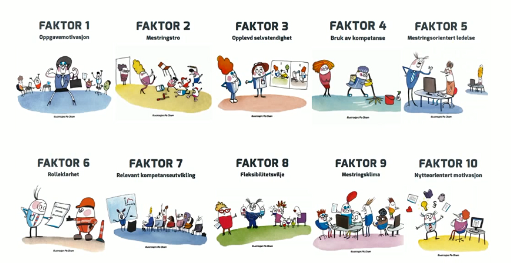 FAKTOR 1
Oppgavemotivasjon
FAKTOR 2
Mestringstro
FAKTOR 3
Opplevd selvstendighet
FAKTOR 4
Bruk av kompetanse
FAKTOR 5
Mestringsorientert ledelse
FAKTOR 6
Rolleklarhet
FAKTOR 7
Relevant kompetanseutvikling
FAKTOR 8
Fleksibilitetsvilje
FAKTOR 9
Mestringsklima
FAKTOR 10
Nytteorientert motivasjon